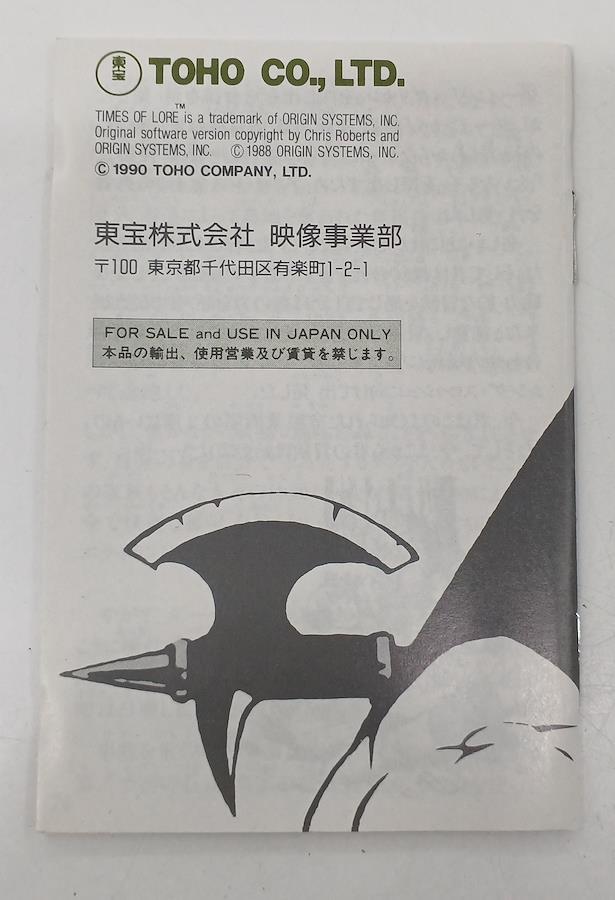 東宝 TOHO CO., LTD.
TIMES OF LORE™ is a trademark of ORIGIN SYSTEMS, INC.
Original software version copyright by Chris Roberts and
ORIGIN SYSTEMS, INC. ©1988 ORIGIN SYSTEMS, INC.
© 1990 TOHO COMPANY, LTD.
東宝株式会社 映像事業部
〒100 東京都千代田区有楽町1-2-1
FOR SALE and USE IN JAPAN ONLY
本品の輸出、使用営業及び賃貸を禁じます。